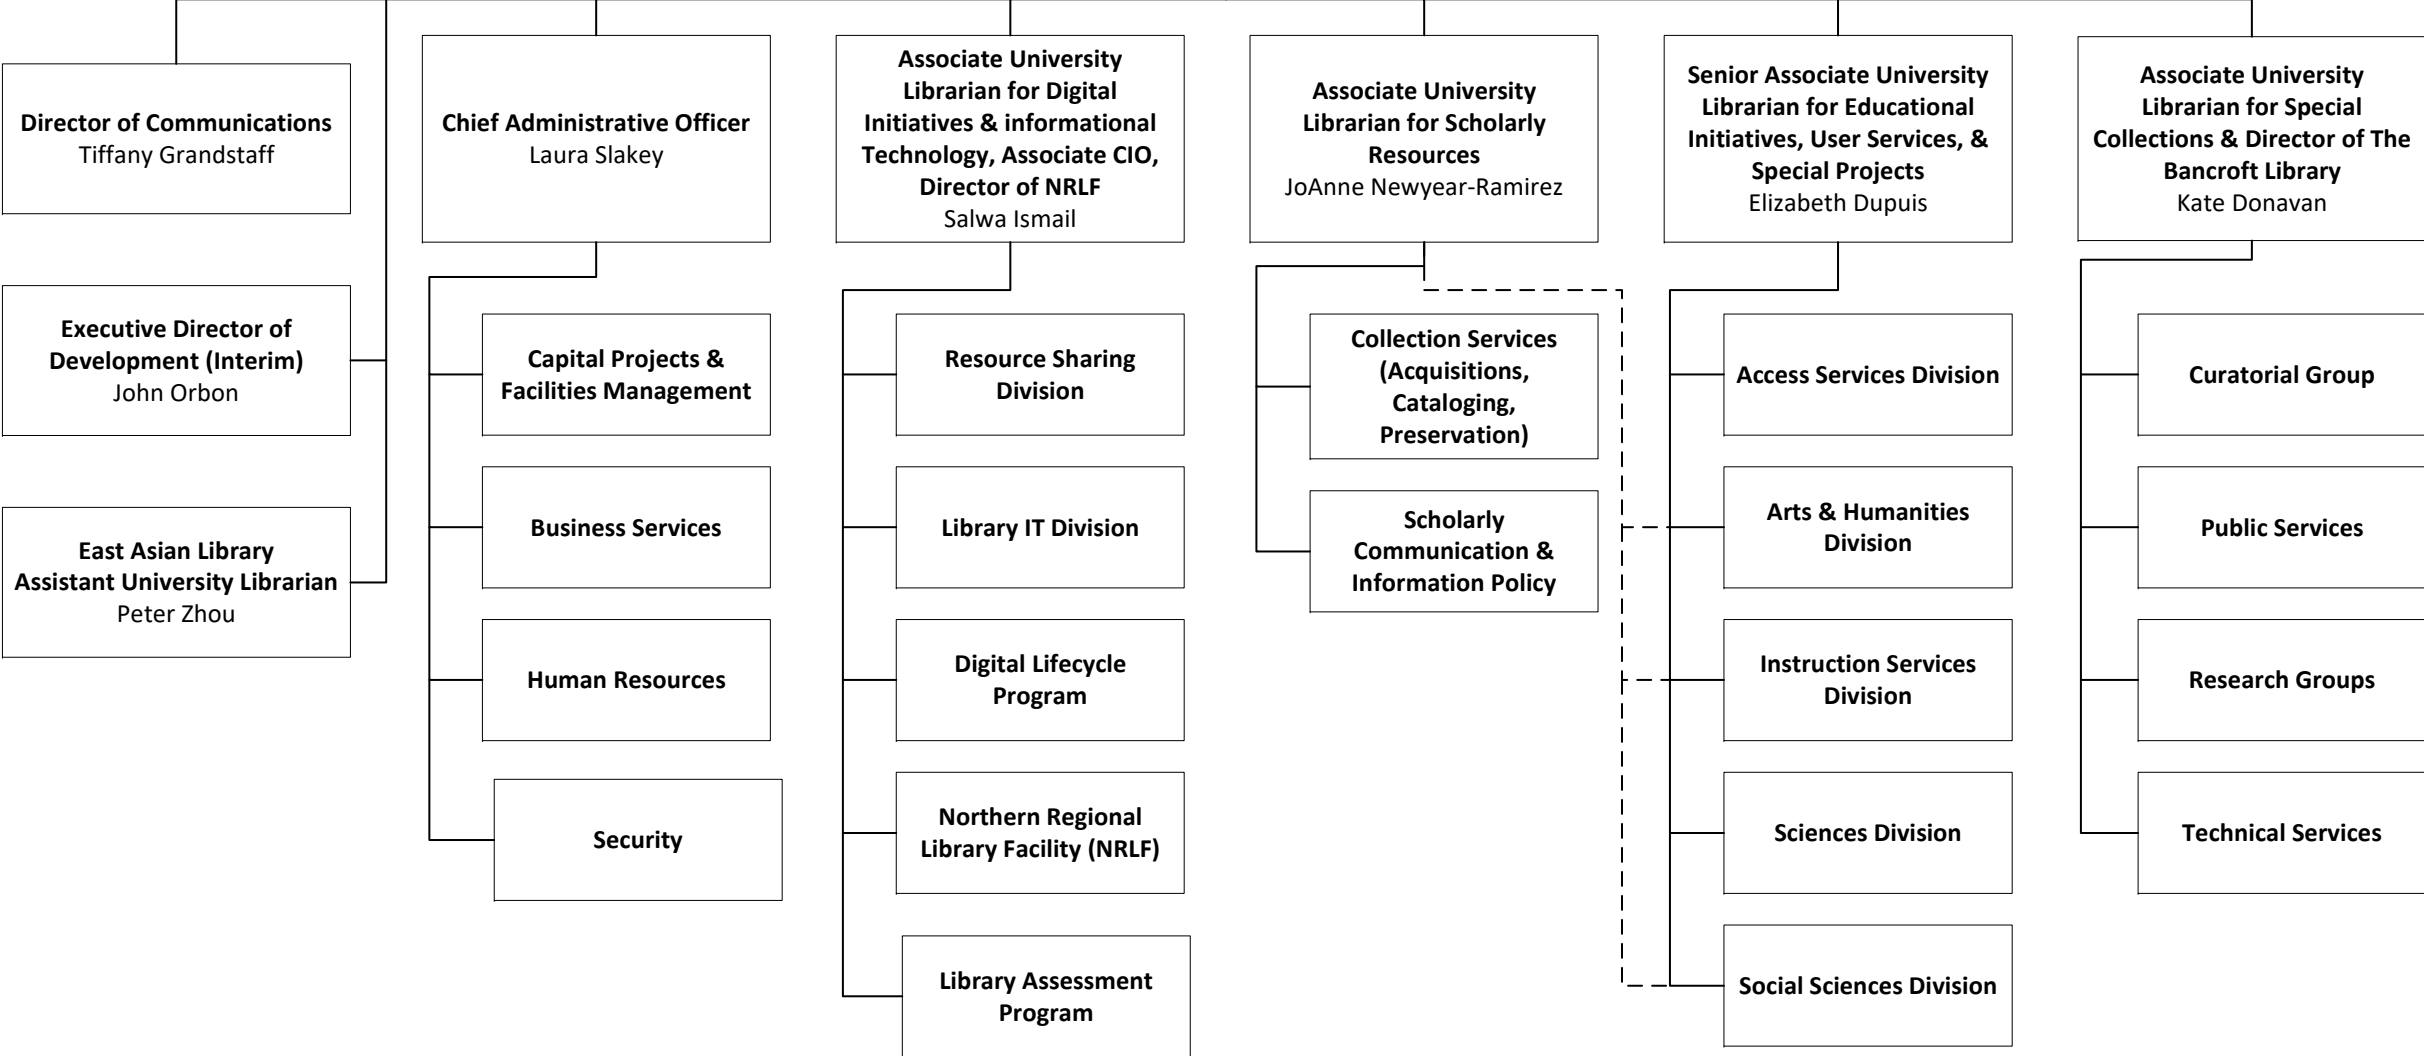 Director of Communications
Tiffany Grandstaff
Executive Director of
Development (Interim)
John Orbon
East Asian Library
Assistant University Librarian
Peter Zhou
Chief Administrative Officer
Laura Slakey
Capital Projects &
Facilities Management
Business Services
Human Resources
Security
Associate University
Librarian for Digital
Initiatives & informational
Technology, Associate CIO,
Director of NRLF
Salwa Ismail
Resource Sharing
Division
Library IT Division
Digital Lifecycle
Program
Northern Regional
Library Facility (NRLF)
Library Assessment
Program
Associate University
Librarian for Scholarly
Resources
JoAnne Newyear-Ramirez
Collection Services
(Acquisitions,
Cataloging,
Preservation)
Scholarly
Communication &
Information Policy
Senior Associate University
Librarian for Educational
Initiatives, User Services, &
Special Projects
Elizabeth Dupuis
Access Services Division
Arts & Humanities
Division
Instruction Services
Division
Sciences Division
Social Sciences Division
Associate University
Librarian for Special
Collections & Director of The
Bancroft Library
Kate Donavan
Curatorial Group
Public Services
Research Groups
Technical Services